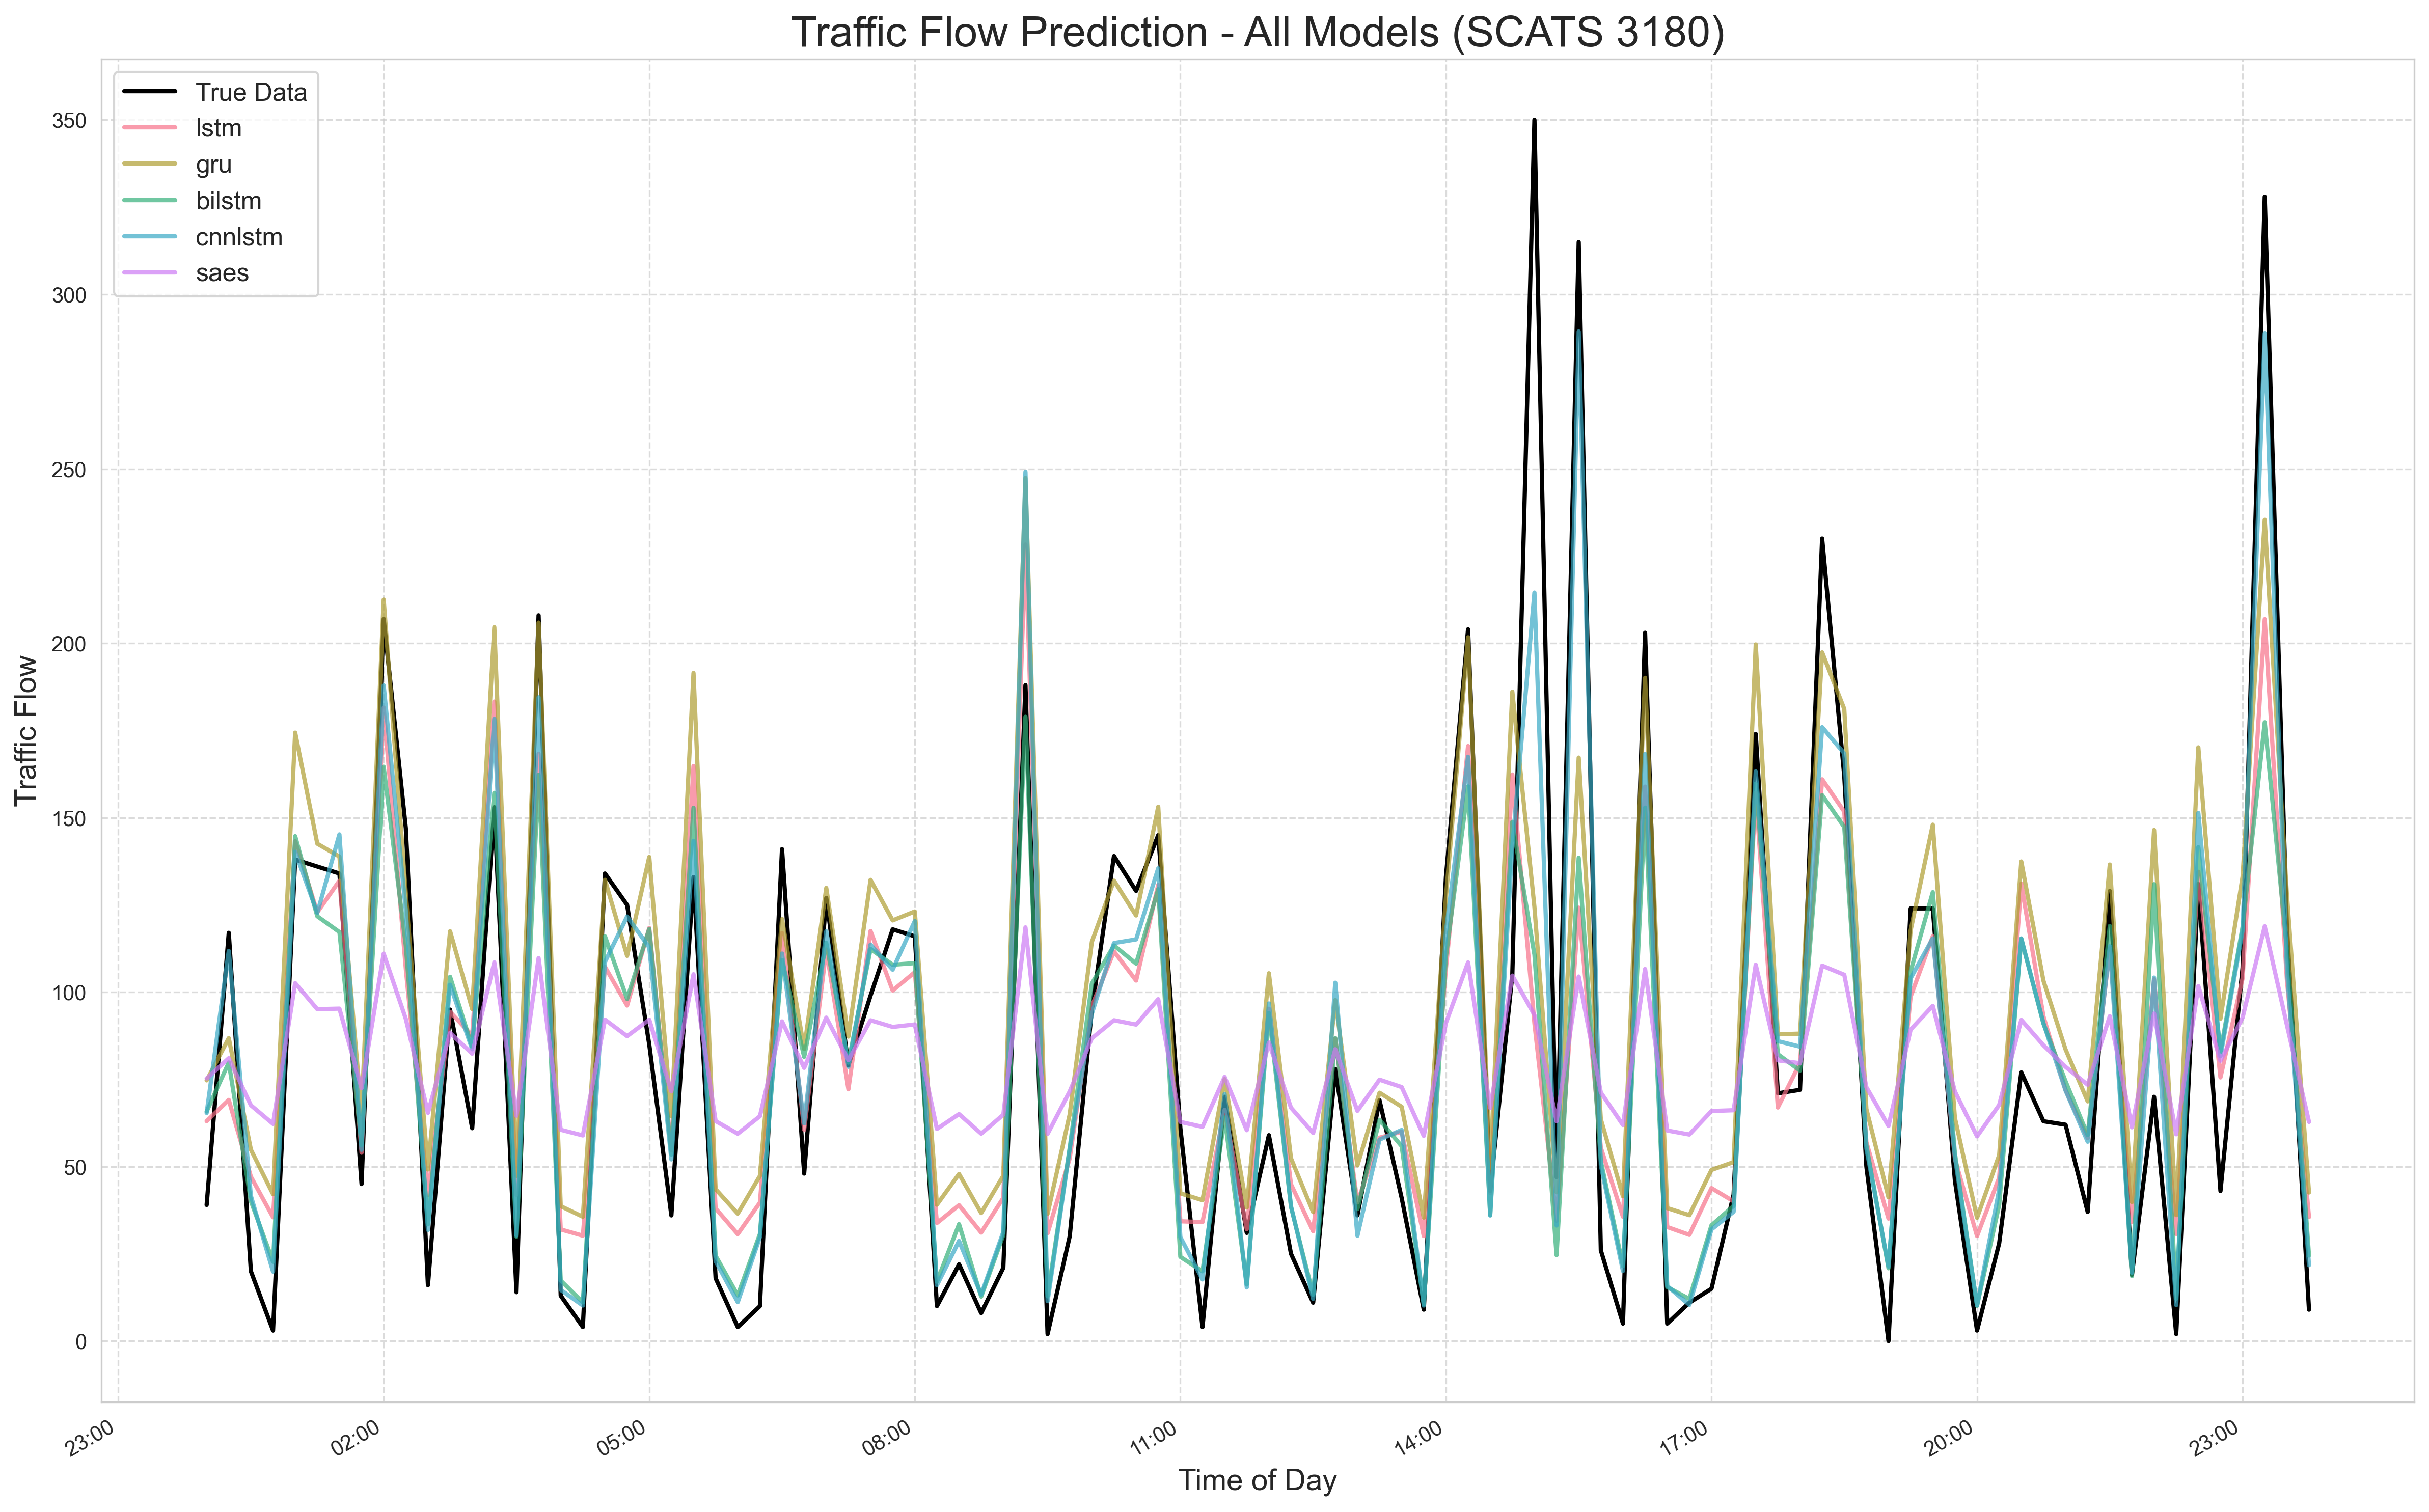 Traffic Flow Prediction - All Models (SCATS 3180)
True Data
lstm
gru
bilstm
cnnlstm
saes
Traffic Flow
350
300
250
200
150
100
50
0
23:00
02:00
05:00
08:00
11:00
14:00
17:00
20:00
23:00
Time of Day